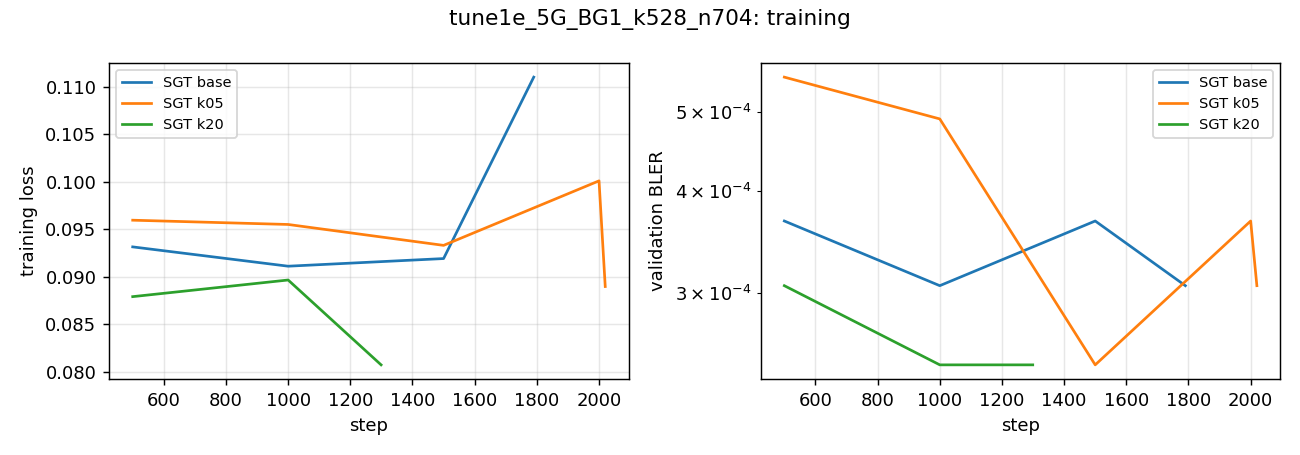 tune1e_5G_BG1_k528_n704: training
training loss
0.110
0.105
0.100
0.095
0.090
0.085
0.080
SGT base
SGT k05
SGT k20
600 800 1000 1200 1400 1600 1800 2000
step
validation BLER
5 × 10⁻⁴
4 × 10⁻⁴
3 × 10⁻⁴
SGT base
SGT k05
SGT k20
600 800 1000 1200 1400 1600 1800 2000
step